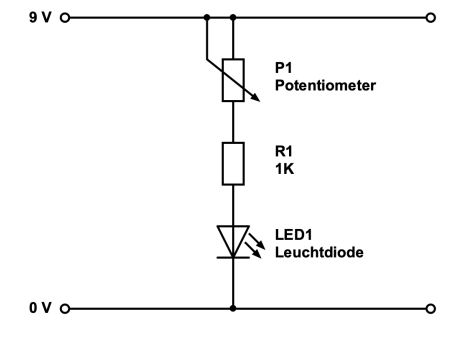 9 V
P1
Potentiometer
R1
1K
LED1
Leuchtdiode
0 V